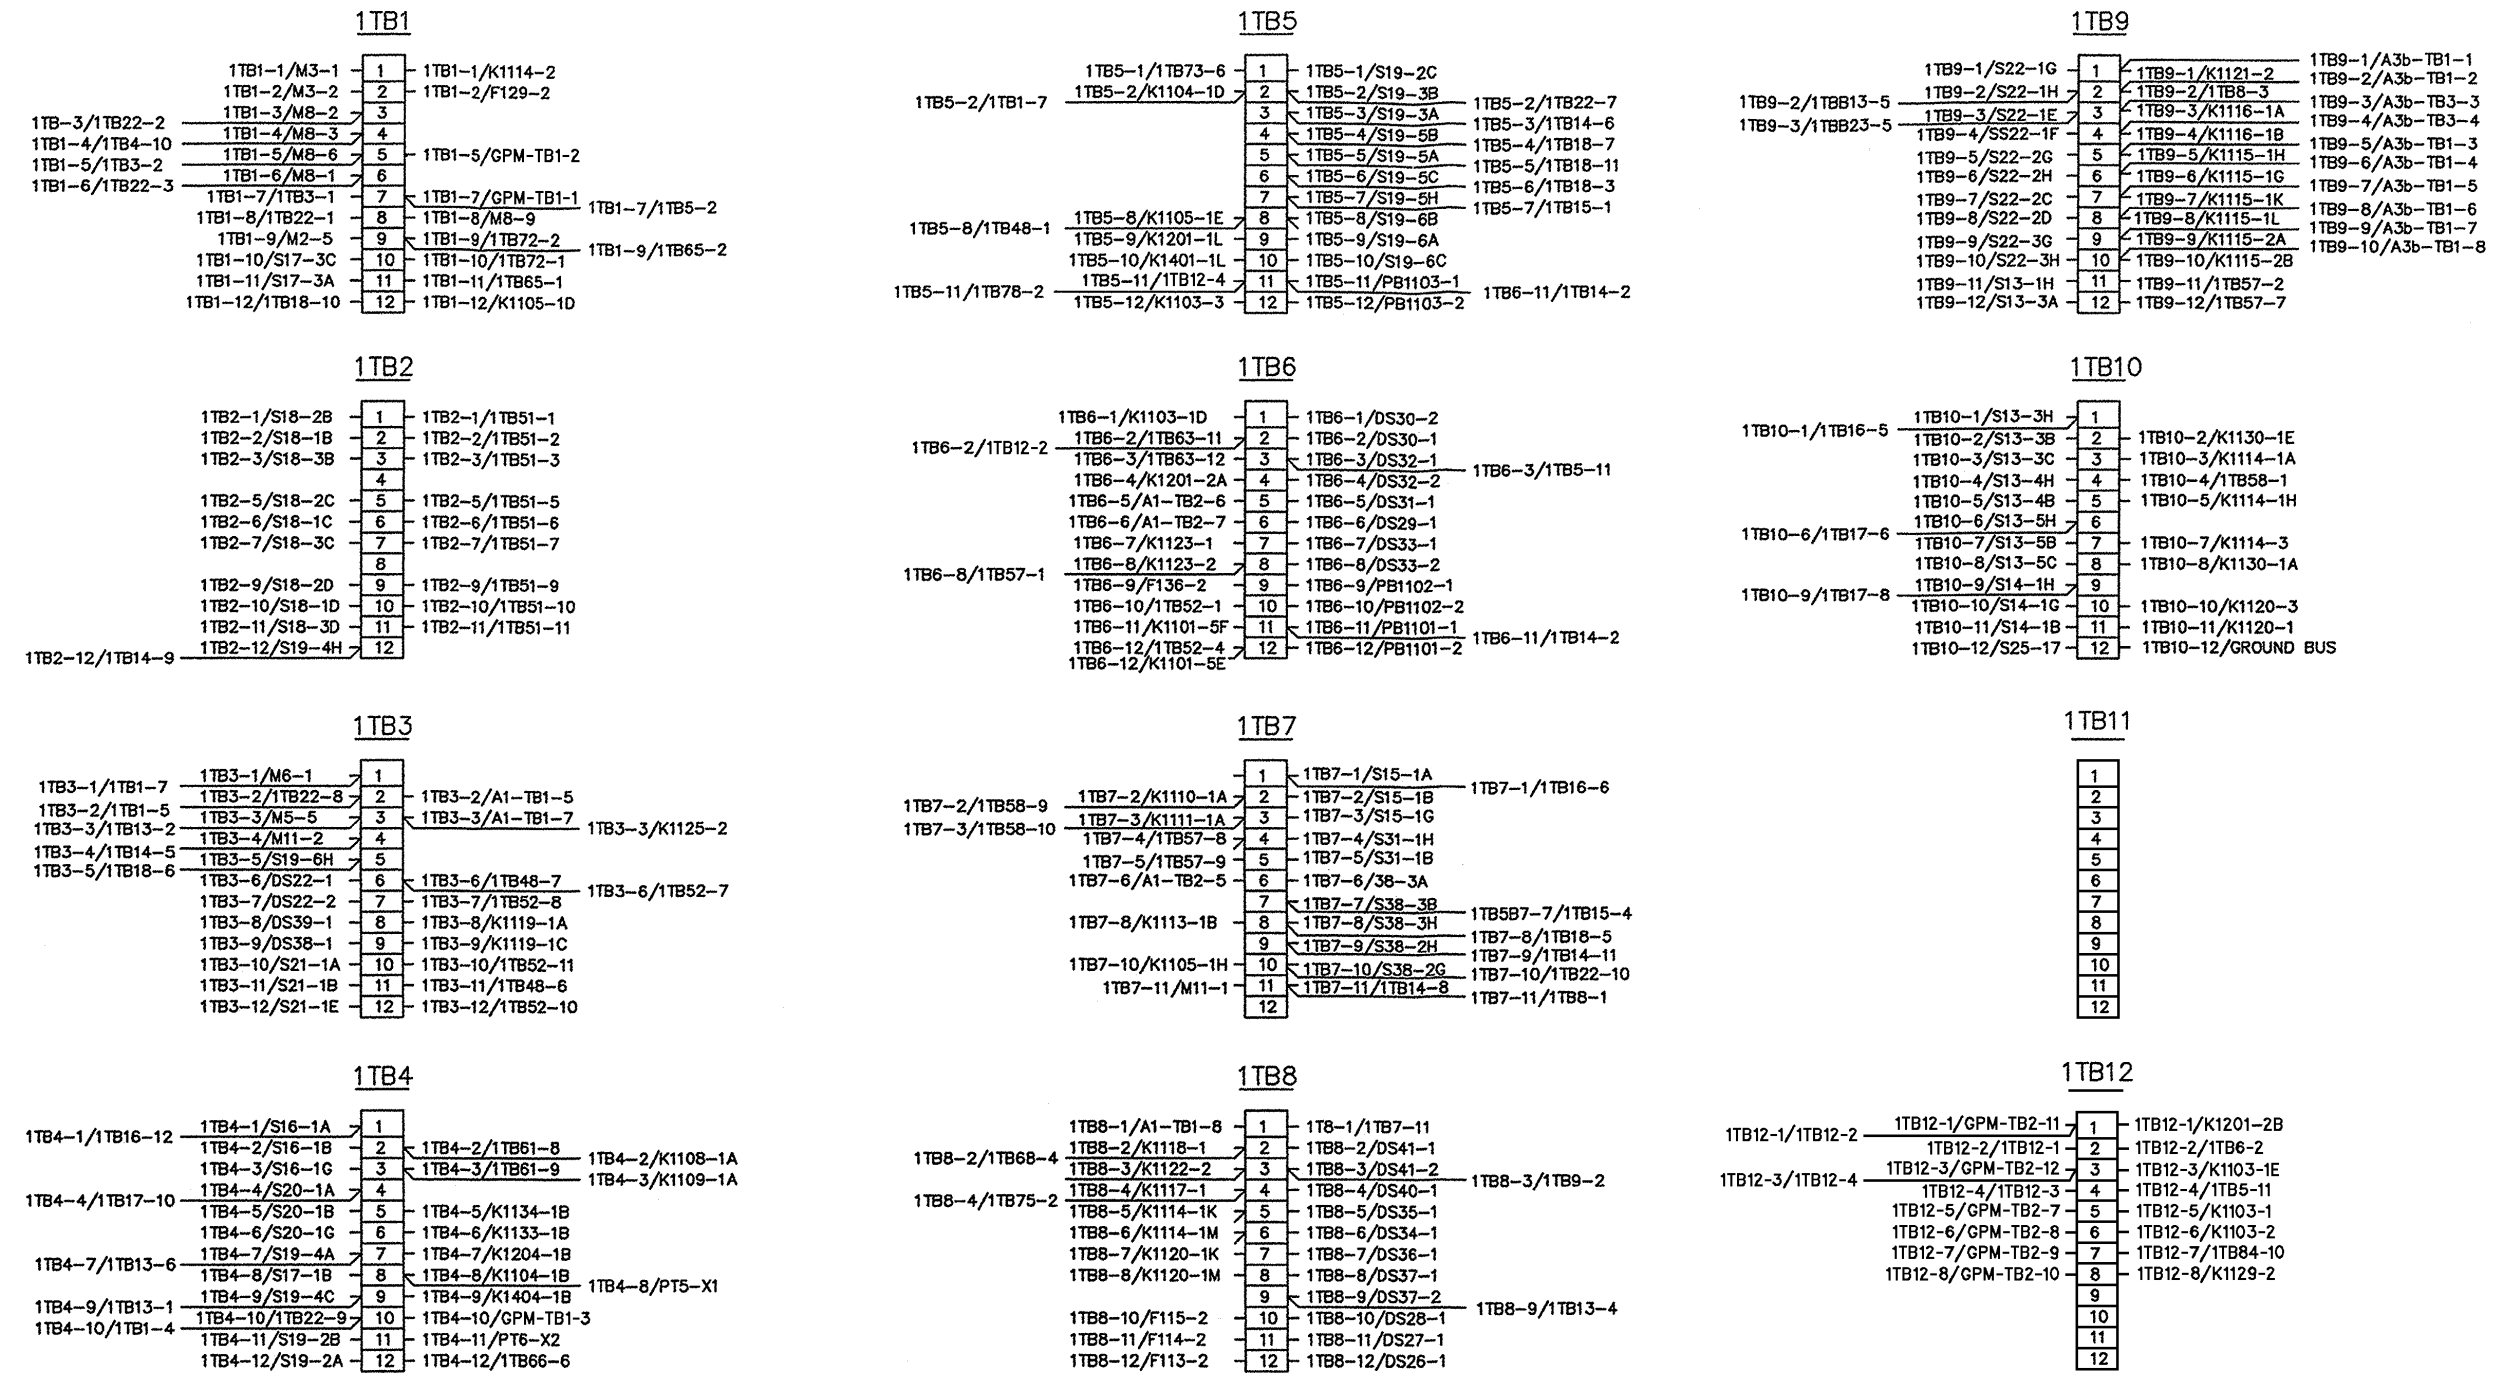 1TB1
1TB1-1/M3-1 1 1TB1-1/K1114-2
1TB1-2/M3-2 2 1TB1-2/F129-2
1TB1-3/M8-2 3
1TB-3/1TB22-2
1TB1-4/M8-3 4
1TB1-4/1TB4-10
1TB1-5/M8-6 5 1TB1-5/GPM-TB1-2
1TB1-5/1TB3-2
1TB1-6/M8-1 6
1TB1-6/1TB22-3
1TB1-7/1TB3-1 7 1TB1-7/GPM-TB1-1
1TB1-7/1TB5-2
1TB1-8/1TB22-1 8 1TB1-8/M8-9
1TB1-9/M2-5 9 1TB1-9/1TB72-2
1TB1-9/1TB65-2
1TB1-10/S17-3C 10 1TB1-10/1TB72-1
1TB1-11/S17-3A 11 1TB1-11/1TB65-1
1TB1-12/1TB18-10 12 1TB1-12/K1105-1D
1TB2
1TB2-1/S18-2B 1 1TB2-1/1TB51-1
1TB2-2/S18-1B 2 1TB2-2/1TB51-2
1TB2-3/S18-3B 3 1TB2-3/1TB51-3
4
1TB2-5/S18-2C 5 1TB2-5/1TB51-5
1TB2-6/S18-1C 6 1TB2-6/1TB51-6
1TB2-7/S18-3C 7 1TB2-7/1TB51-7
8
1TB2-9/S18-2D 9 1TB2-9/1TB51-9
1TB2-10/S18-1D 10 1TB2-10/1TB51-10
1TB2-11/S18-3D 11 1TB2-11/1TB51-11
1TB2-12/S19-4H 12
1TB2-12/1TB14-9
1TB3
1TB3-1/M6-1 1
1TB3-1/1TB1-7
1TB3-2/1TB22-8 2 1TB3-2/A1-TB1-5
1TB3-2/1TB1-5
1TB3-3/M5-5 3 1TB3-3/A1-TB1-7
1TB3-3/1TB13-2 1TB3-3/K1125-2
1TB3-4/M11-2 4
1TB3-4/1TB14-5
1TB3-5/S19-6H 5
1TB3-5/1TB18-6
1TB3-6/DS22-1 6 1TB3-6/1TB48-7
1TB3-6/1TB52-7
1TB3-7/DS22-2 7 1TB3-7/1TB52-8
1TB3-8/DS39-1 8 1TB3-8/K1119-1A
1TB3-9/DS38-1 9 1TB3-9/K1119-1C
1TB3-10/S21-1A 10 1TB3-10/1TB52-11
1TB3-11/S21-1B 11 1TB3-11/1TB48-6
1TB3-12/S21-1E 12 1TB3-12/1TB52-10
1TB4
1TB4-1/S16-1A 1
1TB4-1/1TB16-12
1TB4-2/S16-1B 2 1TB4-2/1TB61-8
1TB4-2/K1108-1A
1TB4-3/S16-1G 3 1TB4-3/1TB61-9
1TB4-3/K1109-1A
1TB4-4/S20-1A 4
1TB4-4/1TB17-10
1TB4-5/S20-1B 5 1TB4-5/K1134-1B
1TB4-6/S20-1G 6 1TB4-6/K1133-1B
1TB4-7/S19-4A 7 1TB4-7/K1204-1B
1TB4-7/1TB13-6
1TB4-8/S17-1B 8 1TB4-8/K1104-1B
1TB4-8/PT5-X1
1TB4-9/S19-4C 9 1TB4-9/K1404-1B
1TB4-9/1TB13-1
1TB4-10/1TB22-9 10 1TB4-10/GPM-TB1-3
1TB4-10/1TB1-4
1TB4-11/S19-2B 11 1TB4-11/PT6-X2
1TB4-12/S19-2A 12 1TB4-12/1TB66-6
1TB5
1TB5-1/1TB73-6 1 1TB5-1/S19-2C
1TB5-2/K1104-1D 2 1TB5-2/S19-3B
1TB5-2/1TB1-7 1TB5-2/1TB22-7
3 1TB5-3/S19-3A
1TB5-3/1TB14-6
4 1TB5-4/S19-5B
1TB5-4/1TB18-7
5 1TB5-5/S19-5A
1TB5-5/1TB18-11
6 1TB5-6/S19-5C
1TB5-6/1TB18-3
7 1TB5-7/S19-5H
1TB5-7/1TB15-1
1TB5-8/K1105-1E 8 1TB5-8/S19-6B
1TB5-8/1TB48-1
1TB5-9/K1201-1L 9 1TB5-9/S19-6A
1TB5-10/K1401-1L 10 1TB5-10/S19-6C
1TB5-11/1TB12-4 11 1TB5-11/PB1103-1
1TB5-11/1TB78-2 1TB6-11/1TB14-2
1TB5-12/K1103-3 12 1TB5-12/PB1103-2
1TB6
1TB6-1/K1103-1D 1 1TB6-1/DS30-2
1TB6-2/1TB63-11 2 1TB6-2/DS30-1
1TB6-2/1TB12-2
1TB6-3/1TB63-12 3 1TB6-3/DS32-1
1TB6-3/1TB5-11
1TB6-4/K1201-2A 4 1TB6-4/DS32-2
1TB6-5/A1-TB2-6 5 1TB6-5/DS31-1
1TB6-6/A1-TB2-7 6 1TB6-6/DS29-1
1TB6-7/K1123-1 7 1TB6-7/DS33-1
1TB6-8/K1123-2 8 1TB6-8/DS33-2
1TB6-8/1TB57-1
1TB6-9/F136-2 9 1TB6-9/PB1102-1
1TB6-10/1TB52-1 10 1TB6-10/PB1102-2
1TB6-11/K1101-5F 11 1TB6-11/PB1101-1
1TB6-11/1TB14-2
1TB6-12/1TB52-4 12 1TB6-12/PB1101-2
1TB6-12/K1101-5E
1TB7
1 1TB7-1/S15-1A
1TB7-1/1TB16-6
1TB7-2/K1110-1A 2 1TB7-2/S15-1B
1TB7-2/1TB58-9
1TB7-3/K1111-1A 3 1TB7-3/S15-1G
1TB7-3/1TB58-10
1TB7-4/1TB57-8 4 1TB7-4/S31-1H
1TB7-5/1TB57-9 5 1TB7-5/S31-1B
1TB7-6/A1-TB2-5 6 1TB7-6/38-3A
7 1TB7-7/S38-3B
1TB5B7-7/1TB15-4
1TB7-8/K1113-1B 8 1TB7-8/S38-3H
1TB7-8/1TB18-5
9 1TB7-9/S38-2H
1TB7-9/1TB14-11
1TB7-10/K1105-1H 10 1TB7-10/S38-2G
1TB7-10/1TB22-10
1TB7-11/M11-1 11 1TB7-11/1TB14-8
1TB7-11/1TB8-1
12
1TB8
1TB8-1/A1-TB1-8 1 1T8-1/1TB7-11
1TB8-2/K1118-1 2 1TB8-2/DS41-1
1TB8-2/1TB68-4
1TB8-3/K1122-2 3 1TB8-3/DS41-2
1TB8-3/1TB9-2
1TB8-4/K1117-1 4 1TB8-4/DS40-1
1TB8-4/1TB75-2
1TB8-5/K1114-1K 5 1TB8-5/DS35-1
1TB8-6/K1114-1M 6 1TB8-6/DS34-1
1TB8-7/K1120-1K 7 1TB8-7/DS36-1
1TB8-8/K1120-1M 8 1TB8-8/DS37-1
9 1TB8-9/DS37-2
1TB8-9/1TB13-4
1TB8-10/F115-2 10 1TB8-10/DS28-1
1TB8-11/F114-2 11 1TB8-11/DS27-1
1TB8-12/F113-2 12 1TB8-12/DS26-1
1TB9
1TB9-1/A3b-TB1-1
1TB9-1/S22-1G 1 1TB9-1/K1121-2
1TB9-2/A3b-TB1-2
1TB9-2/S22-1H 2 1TB9-2/1TB8-3
1TB9-2/1TBB13-5 1TB9-3/A3b-TB3-3
1TB9-3/S22-1E 3 1TB9-3/K1116-1A
1TB9-3/1TBB23-5 1TB9-4/A3b-TB3-4
1TB9-4/SS22-1F 4 1TB9-4/K1116-1B
1TB9-5/A3b-TB1-3
1TB9-5/S22-2G 5 1TB9-5/K1115-1H
1TB9-6/A3b-TB1-4
1TB9-6/S22-2H 6 1TB9-6/K1115-1G
1TB9-7/A3b-TB1-5
1TB9-7/S22-2C 7 1TB9-7/K1115-1K
1TB9-8/A3b-TB1-6
1TB9-8/S22-2D 8 1TB9-8/K1115-1L
1TB9-9/A3b-TB1-7
1TB9-9/S22-3G 9 1TB9-9/K1115-2A
1TB9-10/A3b-TB1-8
1TB9-10/S22-3H 10 1TB9-10/K1115-2B
1TB9-11/S13-1H 11 1TB9-11/1TB57-2
1TB9-12/S13-3A 12 1TB9-12/1TB57-7
1TB10
1TB10-1/S13-3H 1
1TB10-1/1TB16-5
1TB10-2/S13-3B 2 1TB10-2/K1130-1E
1TB10-3/S13-3C 3 1TB10-3/K1114-1A
1TB10-4/S13-4H 4 1TB10-4/1TB58-1
1TB10-5/S13-4B 5 1TB10-5/K1114-1H
1TB10-6/S13-5H 6
1TB10-6/1TB17-6
1TB10-7/S13-5B 7 1TB10-7/K1114-3
1TB10-8/S13-5C 8 1TB10-8/K1130-1A
1TB10-9/S14-1H 9
1TB10-9/1TB17-8
1TB10-10/S14-1G 10 1TB10-10/K1120-3
1TB10-11/S14-1B 11 1TB10-11/K1120-1
1TB10-12/S25-17 12 1TB10-12/GROUND BUS
1TB11
1
2
3
4
5
6
7
8
9
10
11
12
1TB12
1TB12-1/GPM-TB2-11 1 1TB12-1/K1201-2B
1TB12-1/1TB12-2
1TB12-2/1TB12-1 2 1TB12-2/1TB6-2
1TB12-3/GPM-TB2-12 3 1TB12-3/K1103-1E
1TB12-3/1TB12-4
1TB12-4/1TB12-3 4 1TB12-4/1TB5-11
1TB12-5/GPM-TB2-7 5 1TB12-5/K1103-1
1TB12-6/GPM-TB2-8 6 1TB12-6/K1103-2
1TB12-7/GPM-TB2-9 7 1TB12-7/1TB84-10
1TB12-8/GPM-TB2-10 8 1TB12-8/K1129-2
9
10
11
12